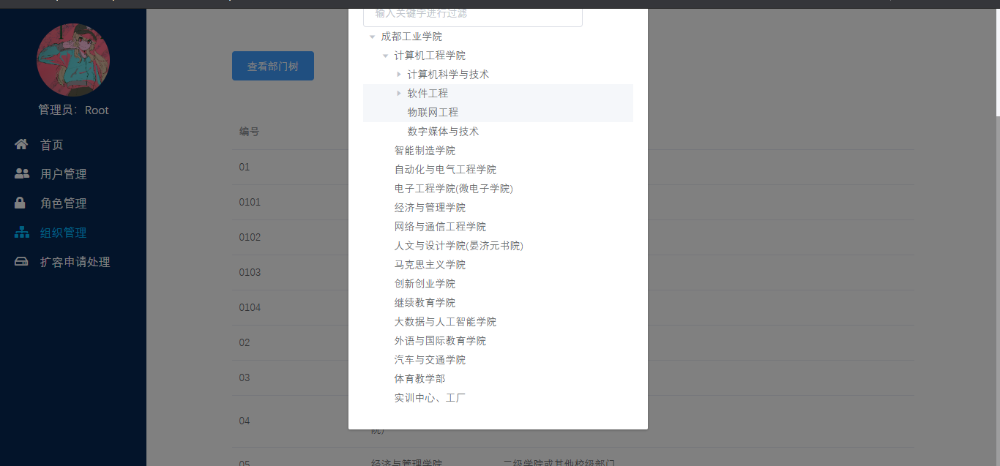 输入关键字进行过滤
成都工业学院
计算机工程学院
计算机科学与技术
软件工程
物联网工程
数字媒体与技术
智能制造学院
自动化与电气工程学院
电子工程学院(微电子学院)
经济与管理学院
网络与通信工程学院
人文与设计学院(晏济元书院)
马克思主义学院
创新创业学院
继续教育学院
大数据与人工智能学院
外语与国际教育学院
汽车与交通学院
体育教学部
实训中心、工厂
管理员：Root
首页
用户管理
角色管理
组织管理
扩容申请处理
查看部门树
编号
01
0101
0102
0103
0104
02
03
04
院)
05 经济与管理学院 二级学院或其他校级部门